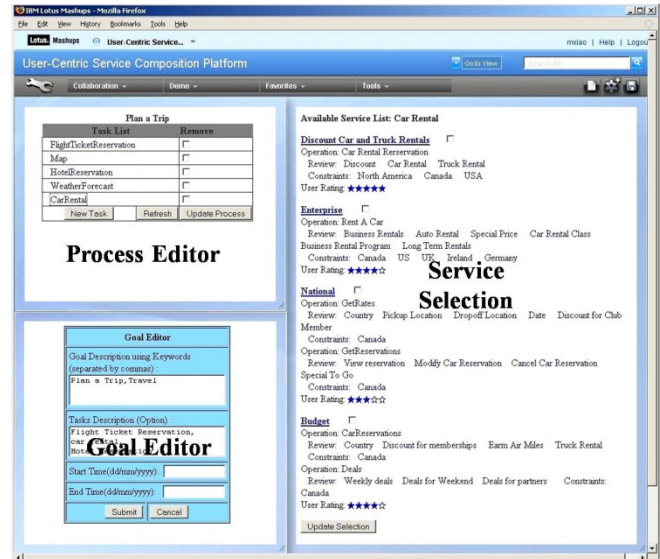 IBM Lotus Mashups - Mozilla Firefox
File Edit View History Bookmarks Tools Help
Lotus. Mashups User-Centric Service...
mxiao | Help | Logou
User-Centric Service Composition Platform
Go to View
Collaboration Demo Favorites Tools
Plan a Trip
Task List Remove
FlightTicketReservation
Map
HotelReservation
WeatherForecast
CarRental
New Task Refresh Update Process
Process Editor
Goal Editor
Goal Description using Keywords
(separated by commas) :
Plan a Trip,Travel
Tasks Description (Option) :
Flight Ticket Reservation,
car rental,
Goal Editor
Start Time(dd/mm/yyyy):
End Time(dd/mm/yyyy):
Submit Cancel
Available Service List: Car Rental
Discount Car and Truck Rentals
Operation: Car Rental Rerservation
Review: Discount Car Rental Truck Rental
Constraints: North America Canada USA
User Rating: ★★★★★
Enterprise
Operation: Rent A Car
Review: Business Rentals Auto Rental Special Price Car Rental Class
Business Rental Program Long Term Rentals
Constraints: Canada US UK Ireland Germany
User Rating: ★★★★☆
Service
Selection
National
Operation: GetRates
Review: Country Pickup Location Dropoff Location Date Discount for Club
Member
Constraints: Canada
Operation: GetReservations
Review: View reservation Modify Car Reservation Cancel Car Reservation
Special To Go
Constraints: Canada
User Rating: ★★★☆☆
Budget
Operation: CarReservations
Review: Country Discount for memberships Earm Air Miles Truck Rental
Constraints: Canada
Operation: Deals
Review: Weekly deals Deals for Weekend Deals for partners Constraints:
Canada
User Rating: ★★★★☆
Update Selection